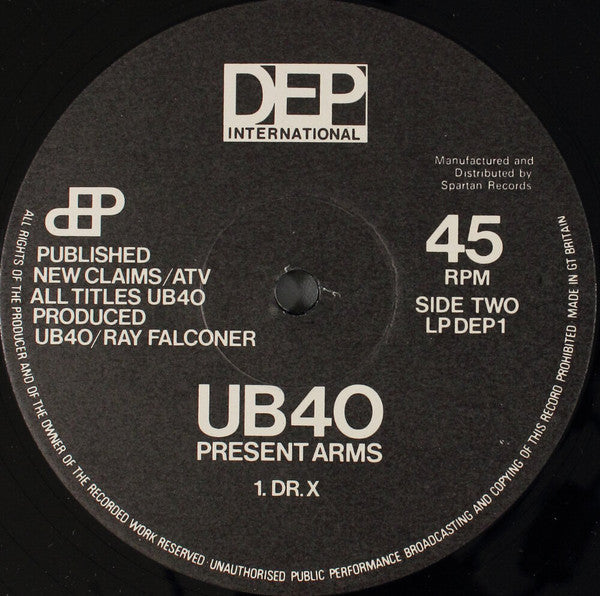 DEP
INTERNATIONAL
Manufactured and
Distributed by
Spartan Records
dEP
PUBLISHED
NEW CLAIMS/ATV
ALL TITLES UB40
PRODUCED
UB40/RAY FALCONER
45
RPM
SIDE TWO
LP DEP1
UB40
PRESENT ARMS
1. DR. X
ALL RIGHTS OF THE PRODUCER AND OF THE OWNER OF THE RECORDED WORK RESERVED · UNAUTHORISED PUBLIC PERFORMANCE BROADCASTING AND COPYING OF THIS RECORD PROHIBITED MADE IN GT BRITAIN